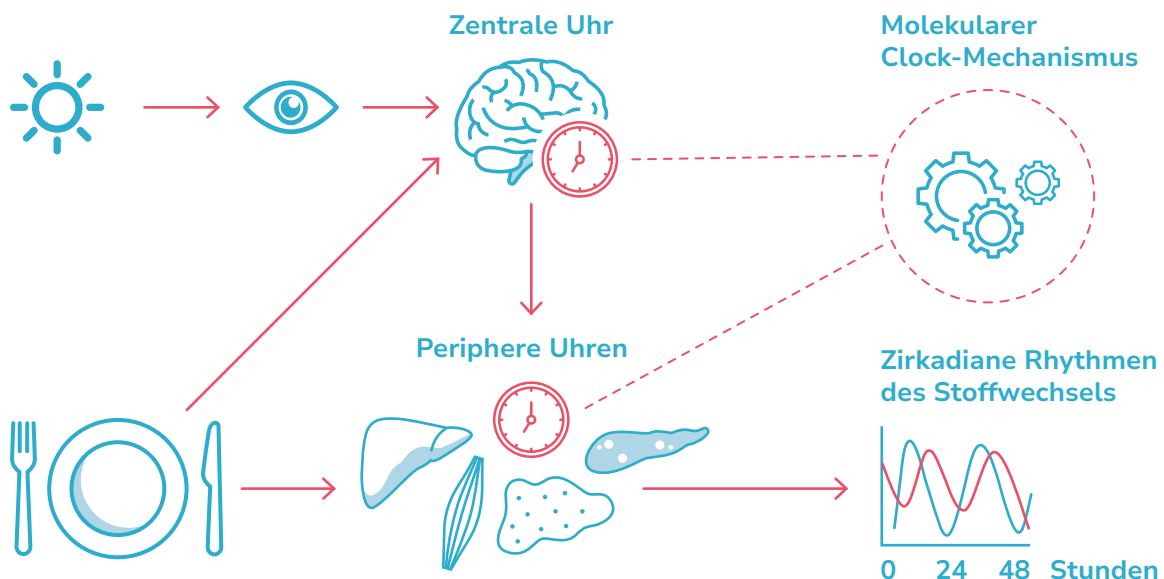 Zentrale Uhr
Molekularer
Clock-Mechanismus
Periphere Uhren
Zirkadiane Rhythmen
des Stoffwechsels
0 24 48 Stunden